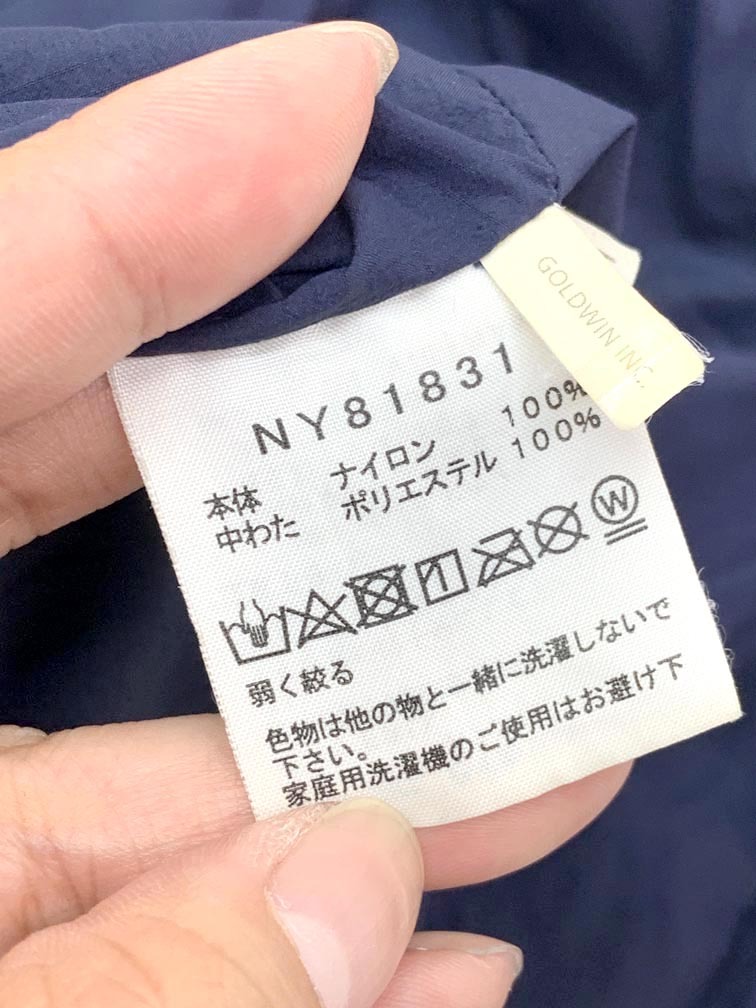 GOLDWIN INC.
NY81831
本体 ナイロン 100%
中わた ポリエステル 100%
W
弱く絞る
色物は他の物と一緒に洗濯しないで
下さい。
家庭用洗濯機のご使用はお避け下